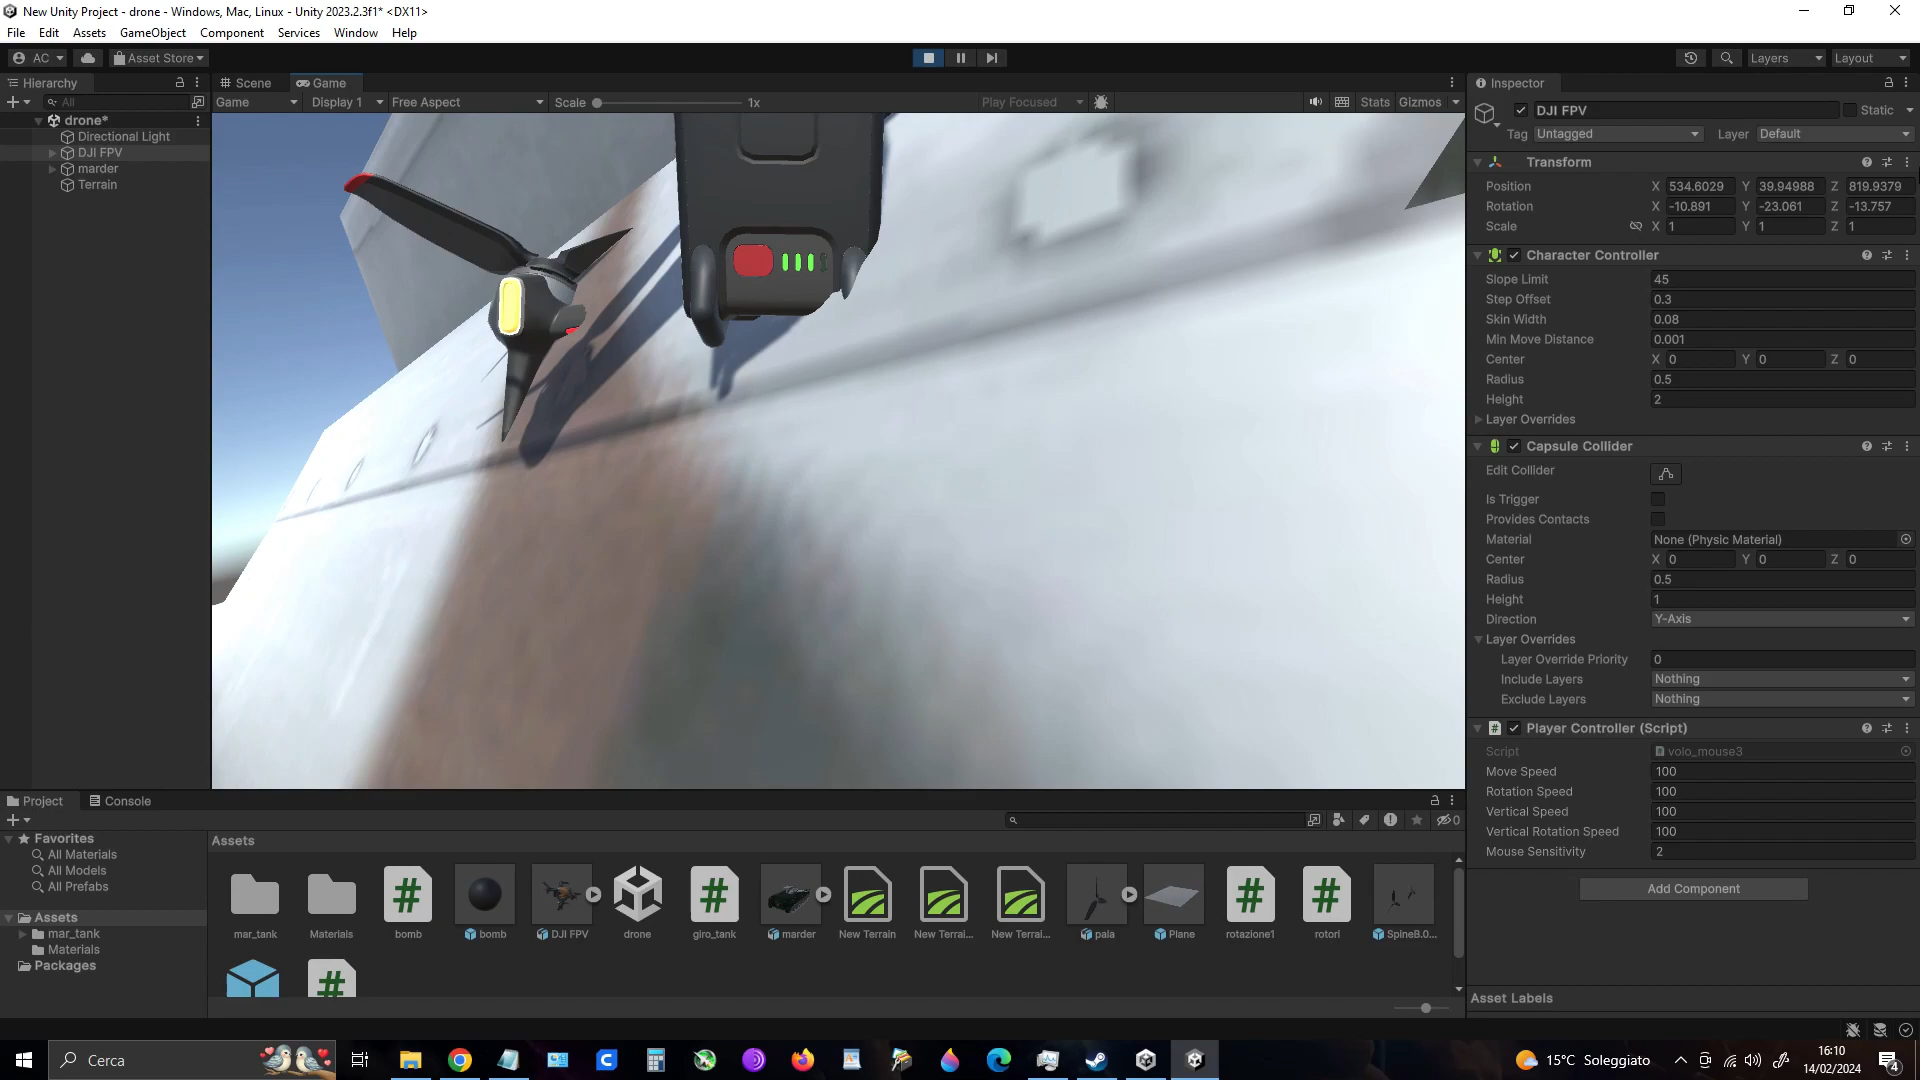 New Unity Project - drone - Windows, Mac, Linux - Unity 2023.2.3f1* <DX11>
File Edit Assets GameObject Component Services Window Help
AC Asset Store Layers Layout
Hierarchy Scene Game Inspector
All Game Display 1 Free Aspect Scale 1x Play Focused Stats Gizmos
drone*
Directional Light
DJI FPV
marder
Terrain
DJI FPV Static
Tag Untagged Layer Default
Transform
Position X 534.6029 Y 39.94988 Z 819.9379
Rotation X -10.891 Y -23.061 Z -13.757
Scale X 1 Y 1 Z 1
Character Controller
Slope Limit 45
Step Offset 0.3
Skin Width 0.08
Min Move Distance 0.001
Center X 0 Y 0 Z 0
Radius 0.5
Height 2
Layer Overrides
Capsule Collider
Edit Collider
Is Trigger
Provides Contacts
Material None (Physic Material)
Center X 0 Y 0 Z 0
Radius 0.5
Height 1
Direction Y-Axis
Layer Overrides
Layer Override Priority 0
Include Layers Nothing
Exclude Layers Nothing
Player Controller (Script)
Script volo_mouse3
Move Speed 100
Rotation Speed 100
Vertical Speed 100
Vertical Rotation Speed 100
Mouse Sensitivity 2
Add Component
Asset Labels
Project Console
0
Favorites
All Materials
All Models
All Prefabs
Assets
mar_tank
Materials
Packages
Assets
mar_tank Materials bomb bomb DJI FPV drone giro_tank marder New Terrain New Terrai... New Terrai... pala Plane rotazione1 rotori SpineB.0...
Cerca 15°C Soleggiato 16:10
14/02/2024
4